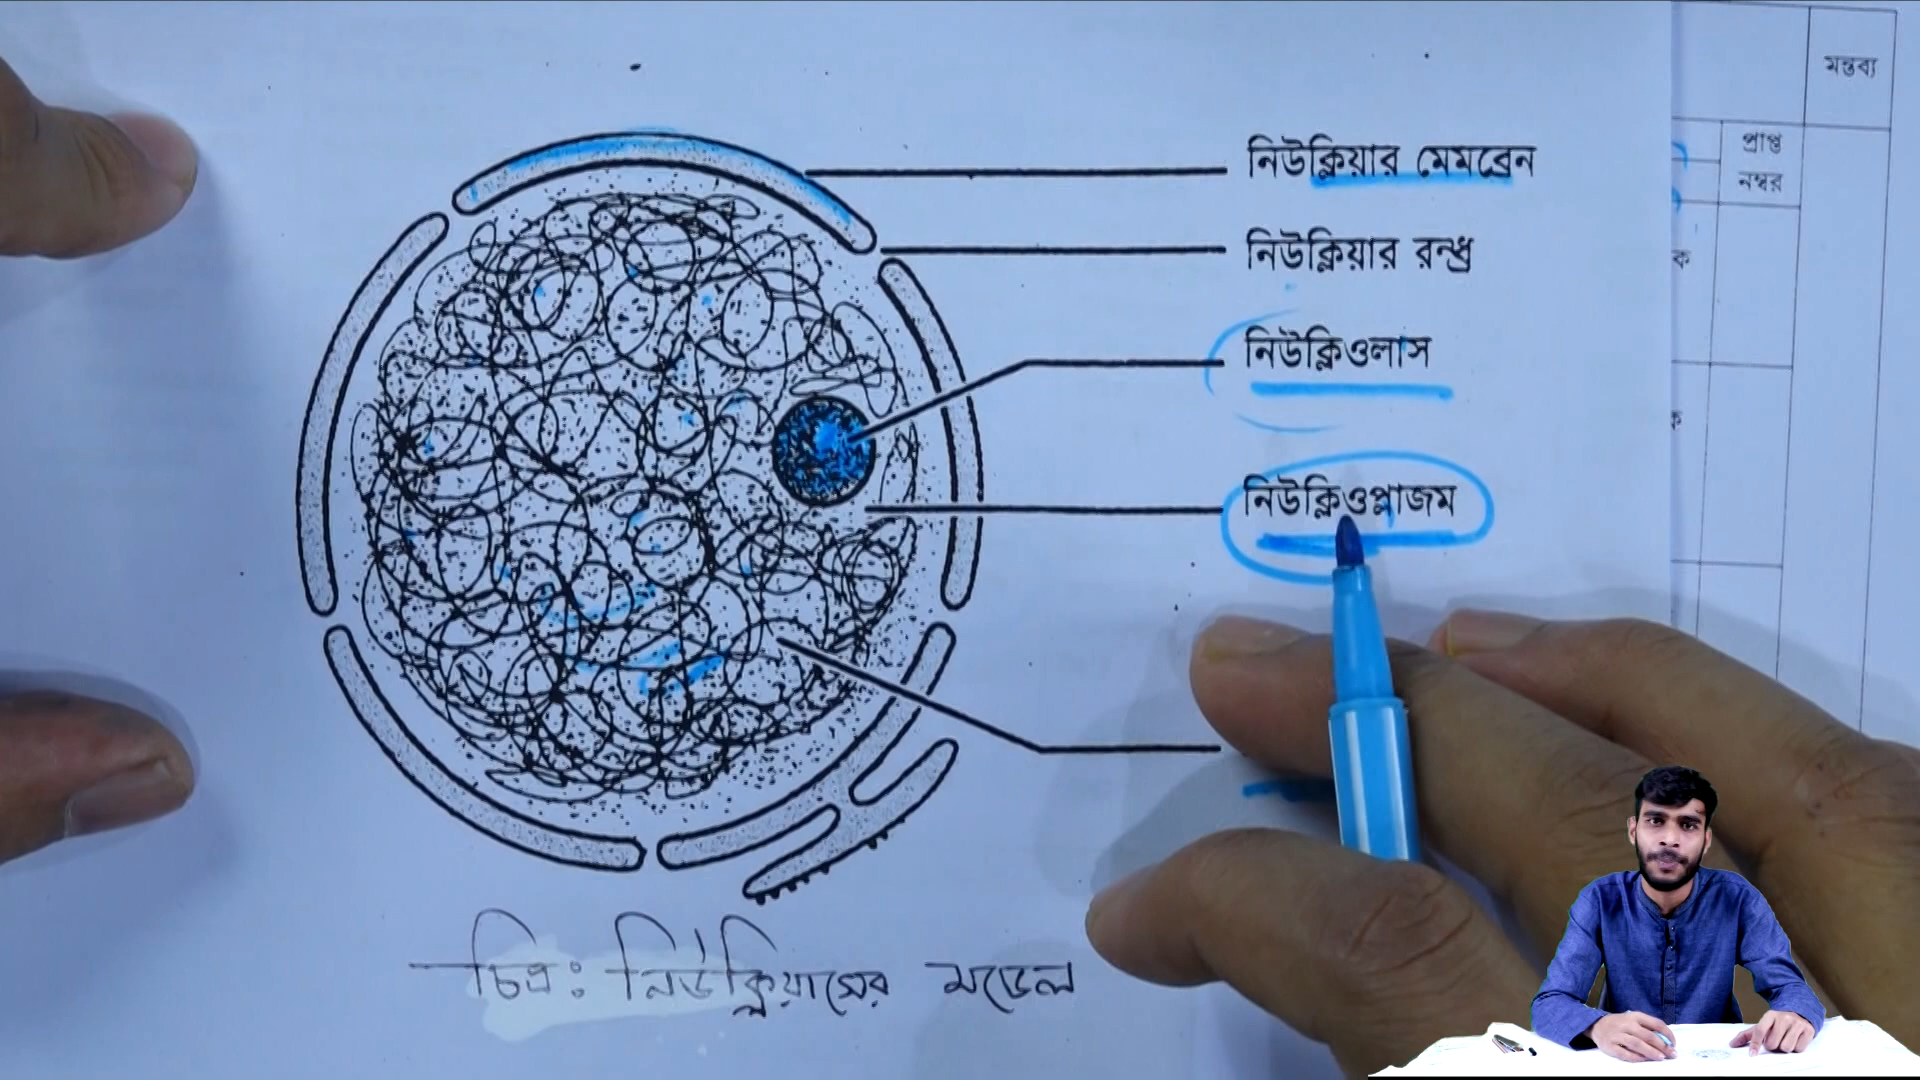 নিউক্লিয়ার মেমব্রেন
নিউক্লিয়ার রন্ধ্র
নিউক্লিওলাস
নিউক্লিওপ্লাজম
চিত্র: নিউক্লিয়াসের মডেল
মন্তব্য
প্রাপ্ত
নম্বর
ক
ক